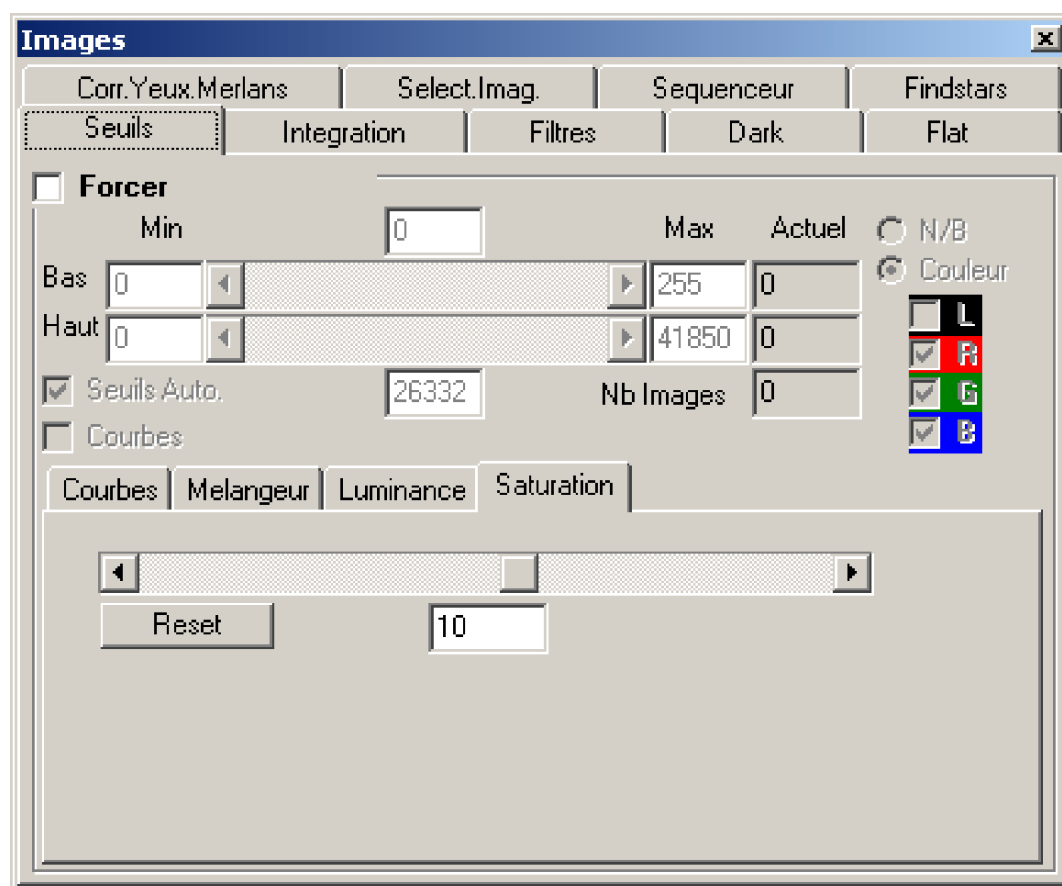 Images
Corr.Yeux.Merlans Select.Imag. Sequenceur Findstars
Seuils Integration Filtres Dark Flat
Forcer
Min 0 Max Actuel N/B
Bas 0 255 0 Couleur
L
Haut 0 41850 0
R
Seuils Auto. 26332 Nb Images 0 G
Courbes B
Courbes Melangeur Luminance Saturation
Reset 10